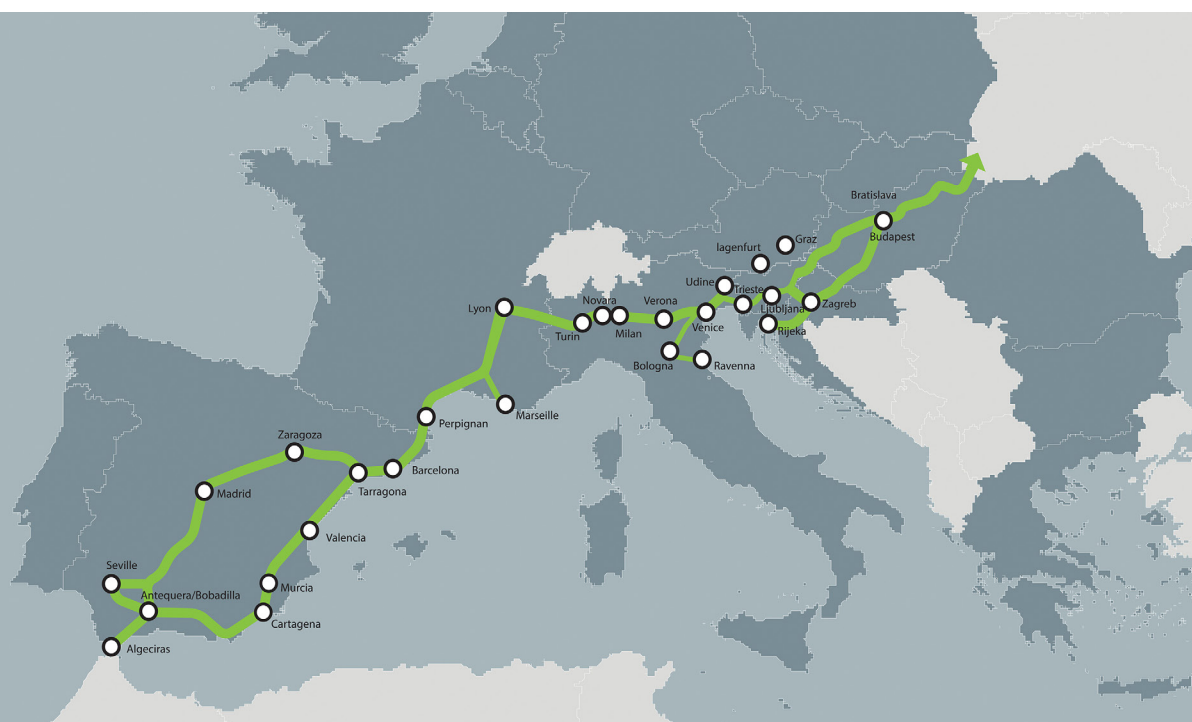 Bratislava
Budapest
Graz
lagenfurt
Udine
Trieste
Ljubljana
Zagreb
Rijeka
Novara
Verona
Lyon
Turin
Milan
Venice
Bologna
Ravenna
Marseille
Perpignan
Zaragoza
Barcelona
Tarragona
Madrid
Valencia
Seville
Murcia
Antequera/Bobadilla
Cartagena
Algeciras